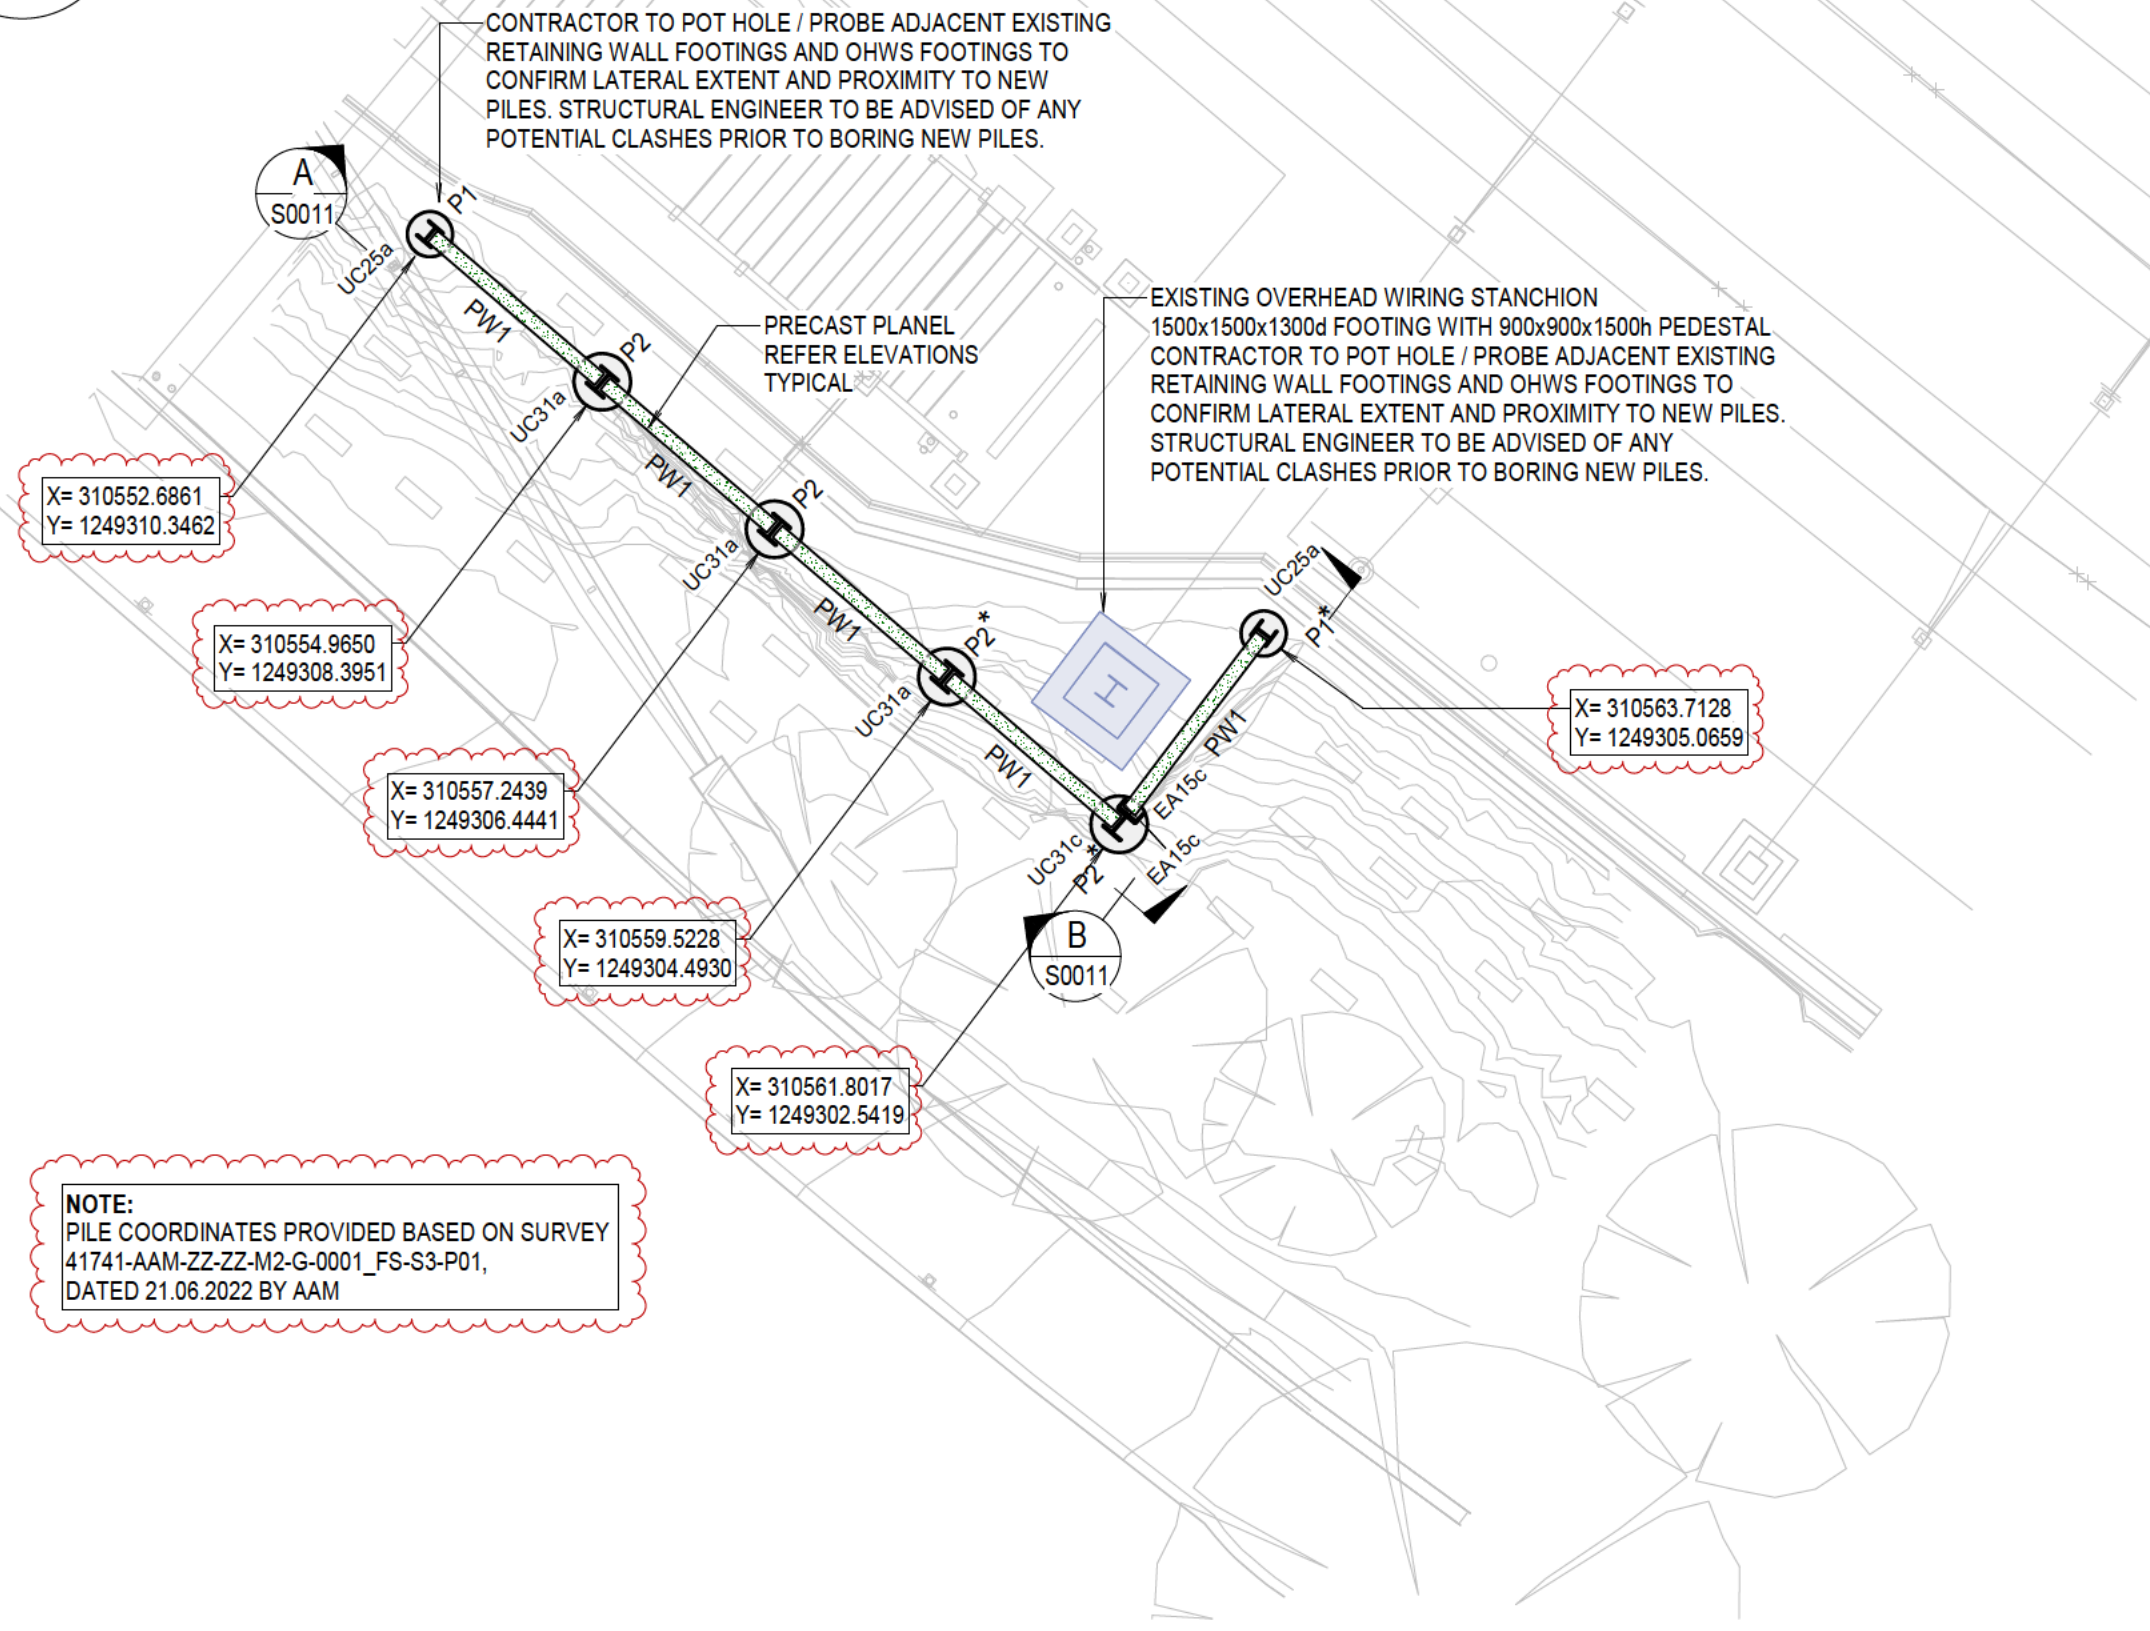 CONTRACTOR TO POT HOLE / PROBE ADJACENT EXISTING
RETAINING WALL FOOTINGS AND OHWS FOOTINGS TO
CONFIRM LATERAL EXTENT AND PROXIMITY TO NEW
PILES. STRUCTURAL ENGINEER TO BE ADVISED OF ANY
POTENTIAL CLASHES PRIOR TO BORING NEW PILES.
A
S0011
P1
UC25a
PW1
P2
UC31a
PRECAST PLANEL
REFER ELEVATIONS
TYPICAL
EXISTING OVERHEAD WIRING STANCHION
1500x1500x1300d FOOTING WITH 900x900x1500h PEDESTAL
CONTRACTOR TO POT HOLE / PROBE ADJACENT EXISTING
RETAINING WALL FOOTINGS AND OHWS FOOTINGS TO
CONFIRM LATERAL EXTENT AND PROXIMITY TO NEW PILES.
STRUCTURAL ENGINEER TO BE ADVISED OF ANY
POTENTIAL CLASHES PRIOR TO BORING NEW PILES.
PW1
P2
UC31a
PW1
P2*
UC31a
PW1
UC25a
P1*
PW1
EA15c
EA15c
UC31c
P2*
B
S0011
X= 310552.6861
Y= 1249310.3462
X= 310554.9650
Y= 1249308.3951
X= 310557.2439
Y= 1249306.4441
X= 310559.5228
Y= 1249304.4930
X= 310561.8017
Y= 1249302.5419
X= 310563.7128
Y= 1249305.0659
NOTE:
PILE COORDINATES PROVIDED BASED ON SURVEY
41741-AAM-ZZ-ZZ-M2-G-0001_FS-S3-P01,
DATED 21.06.2022 BY AAM